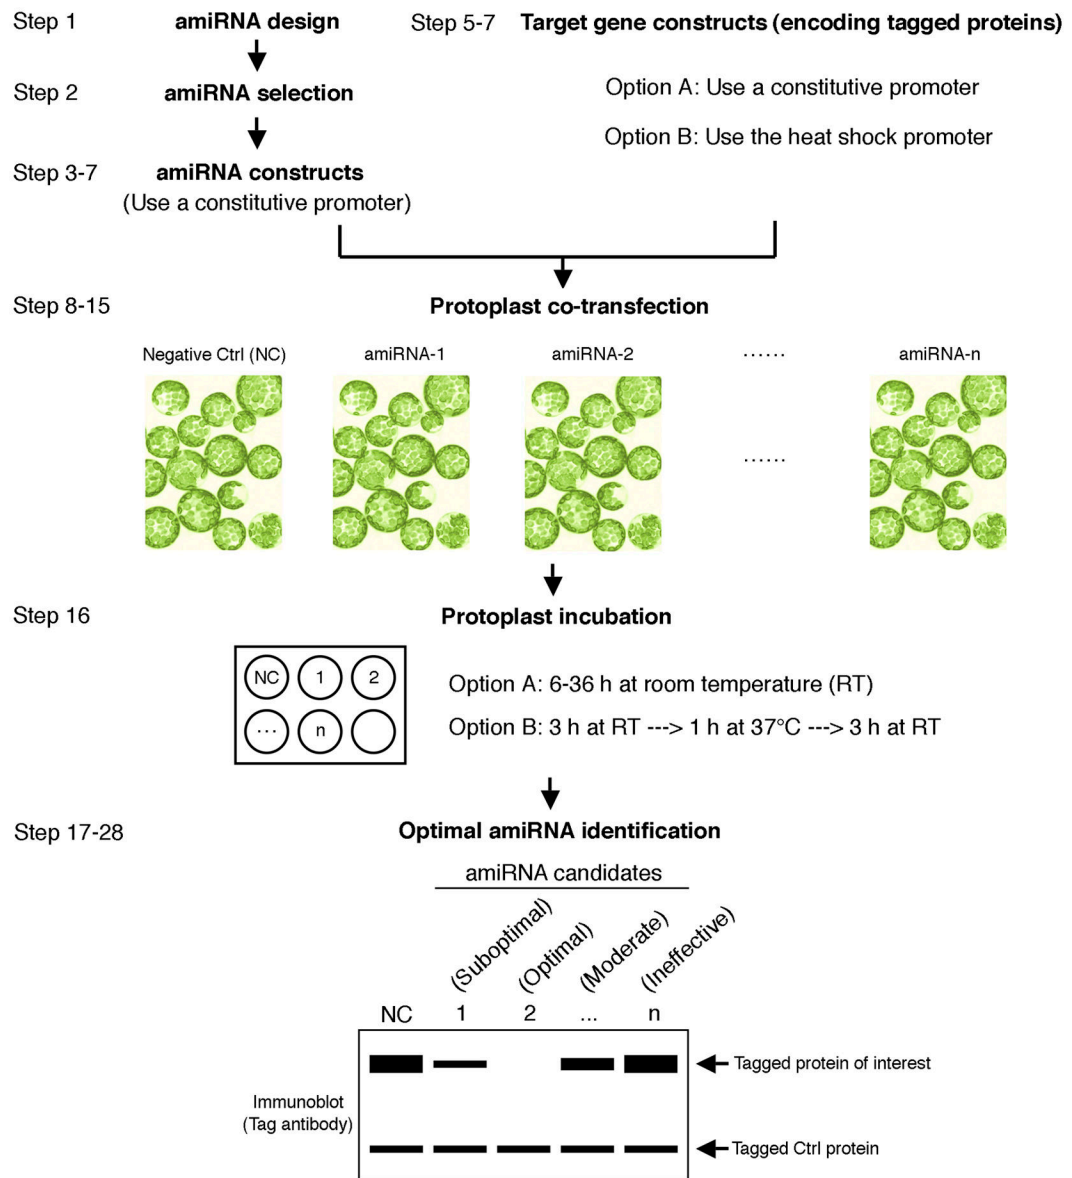 Step 1
amiRNA design
Step 5-7
Target gene constructs (encoding tagged proteins)
Step 2
amiRNA selection
Option A: Use a constitutive promoter
Option B: Use the heat shock promoter
Step 3-7
amiRNA constructs
(Use a constitutive promoter)
Step 8-15
Protoplast co-transfection
Negative Ctrl (NC)
amiRNA-1
amiRNA-2
......
amiRNA-n
......
Step 16
Protoplast incubation
NC
1
2
...
n
Option A: 6-36 h at room temperature (RT)
Option B: 3 h at RT ---> 1 h at 37°C ---> 3 h at RT
Step 17-28
Optimal amiRNA identification
amiRNA candidates
(Suboptimal)
(Optimal)
(Moderate)
(Ineffective)
NC
1
2
...
n
Tagged protein of interest
Immunoblot
(Tag antibody)
Tagged Ctrl protein